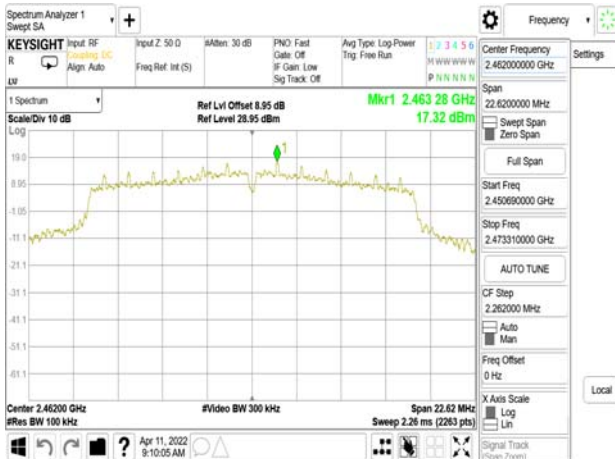 Spectrum Analyzer 1
Swept SA
+
Frequency
KEYSIGHT
R
Input: RF
Coupling: DC
Align: Auto
Input Z: 50 Ω
Freq Ref: Int (S)
#Atten: 30 dB
PNO: Fast
Gate: Off
IF Gain: Low
Sig Track: Off
Avg Type: Log-Power
Trig: Free Run
1 2 3 4 5 6
M W W W W W
P N N N N N
1 Spectrum
Scale/Div 10 dB
Log
Ref Lvl Offset 8.95 dB
Ref Level 28.95 dBm
Mkr1 2.463 28 GHz
17.32 dBm
1
19.0
8.95
-1.05
-11.1
-21.1
-31.1
-41.1
-51.1
-61.1
Center 2.46200 GHz
#Res BW 100 kHz
#Video BW 300 kHz
Span 22.62 MHz
Sweep 2.26 ms (2263 pts)
?
Apr 11, 2022
9:10:05 AM
Center Frequency
2.462000000 GHz
Settings
Span
22.6200000 MHz
Swept Span
Zero Span
Full Span
Start Freq
2.450690000 GHz
Stop Freq
2.473310000 GHz
AUTO TUNE
CF Step
2.262000 MHz
Auto
Man
Freq Offset
0 Hz
X Axis Scale
Log
Lin
Local
Signal Track
(Span Zoom)